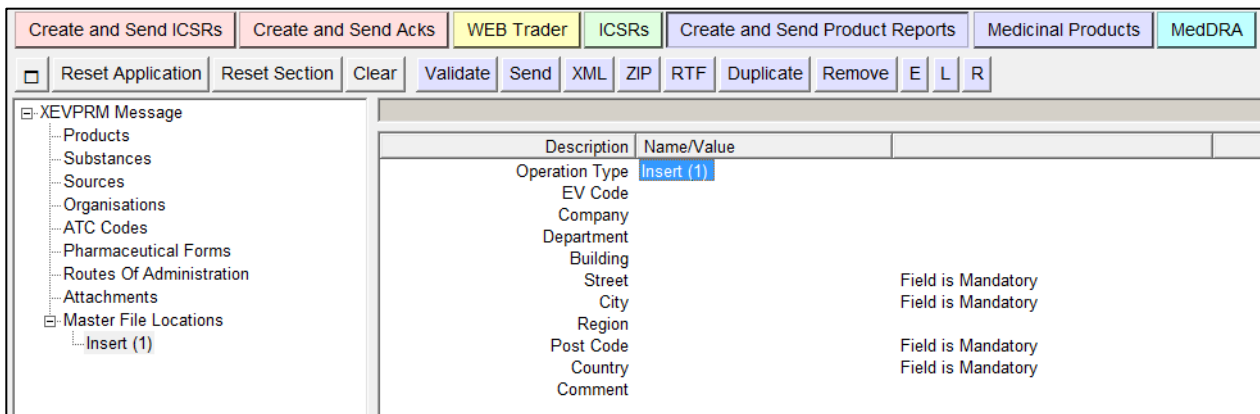 Create and Send ICSRs Create and Send Acks WEB Trader ICSRs Create and Send Product Reports Medicinal Products MedDRA
Reset Application Reset Section Clear Validate Send XML ZIP RTF Duplicate Remove E L R
XEVPRM Message
Products
Substances
Sources
Organisations
ATC Codes
Pharmaceutical Forms
Routes Of Administration
Attachments
Master File Locations
Insert (1)
Description Name/Value
Operation Type Insert (1)
EV Code
Company
Department
Building
Street Field is Mandatory
City Field is Mandatory
Region
Post Code Field is Mandatory
Country Field is Mandatory
Comment